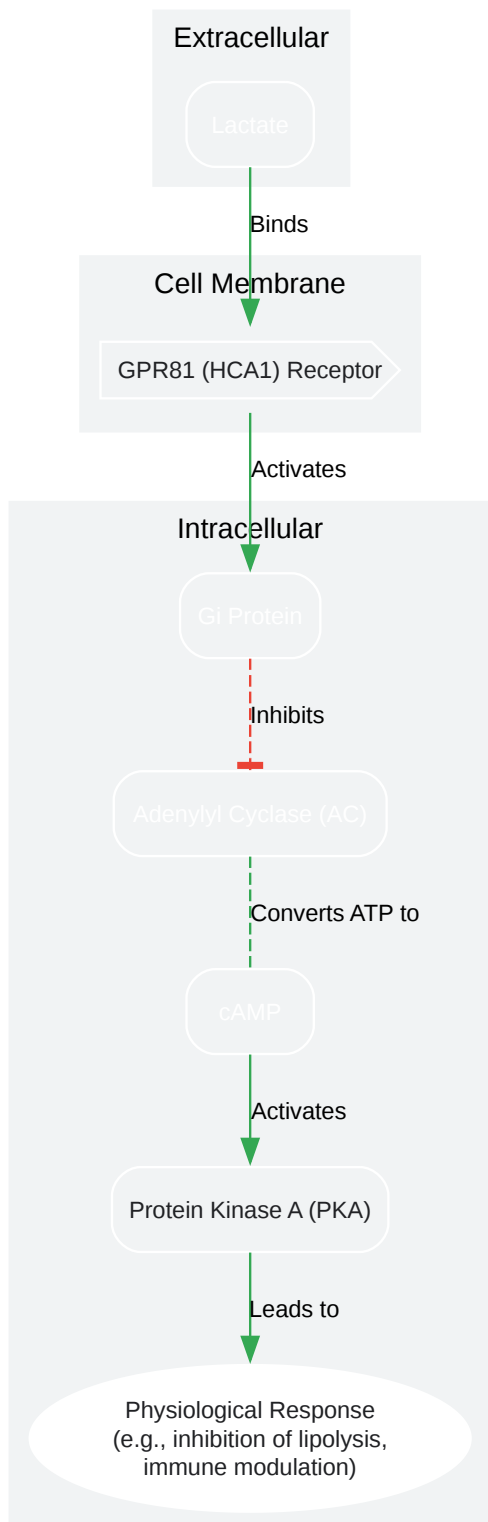 Extracellular
Lactate
Binds
Cell Membrane
GPR81 (HCA1) Receptor
Activates
Intracellular
Gi Protein
Inhibits
Adenylyl Cyclase (AC)
Converts ATP to
cAMP
Activates
Protein Kinase A (PKA)
Leads to
Physiological Response
(e.g., inhibition of lipolysis,
immune modulation)